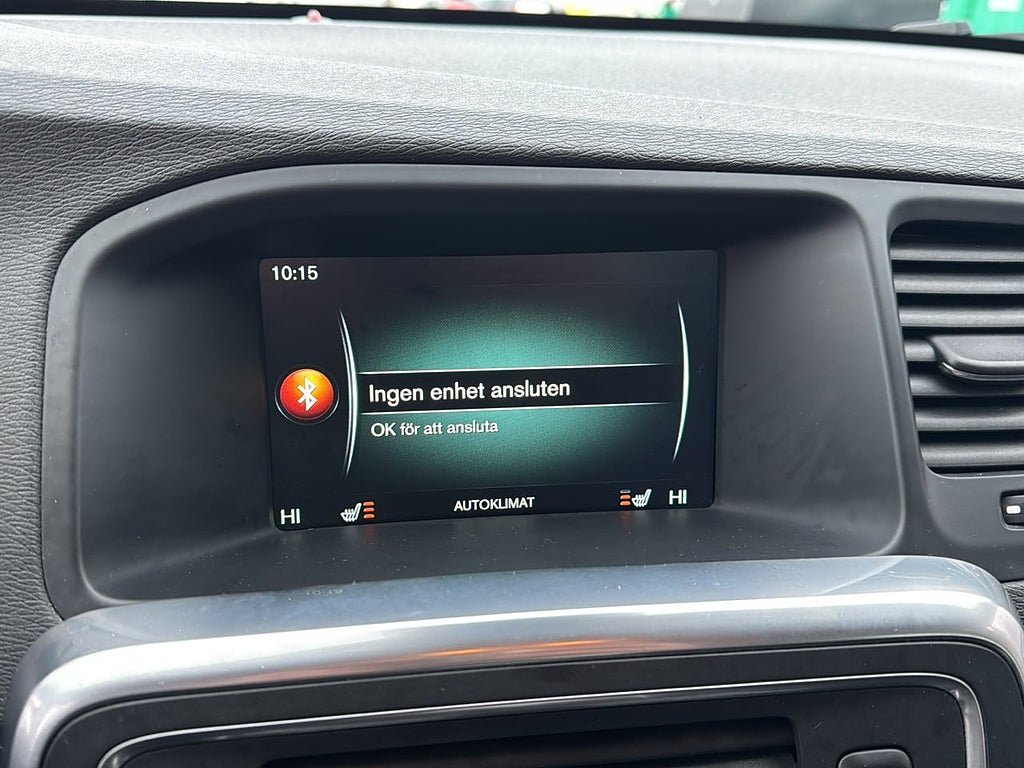 10:15
Ingen enhet ansluten
OK för att ansluta
HI AUTOKLIMAT HI